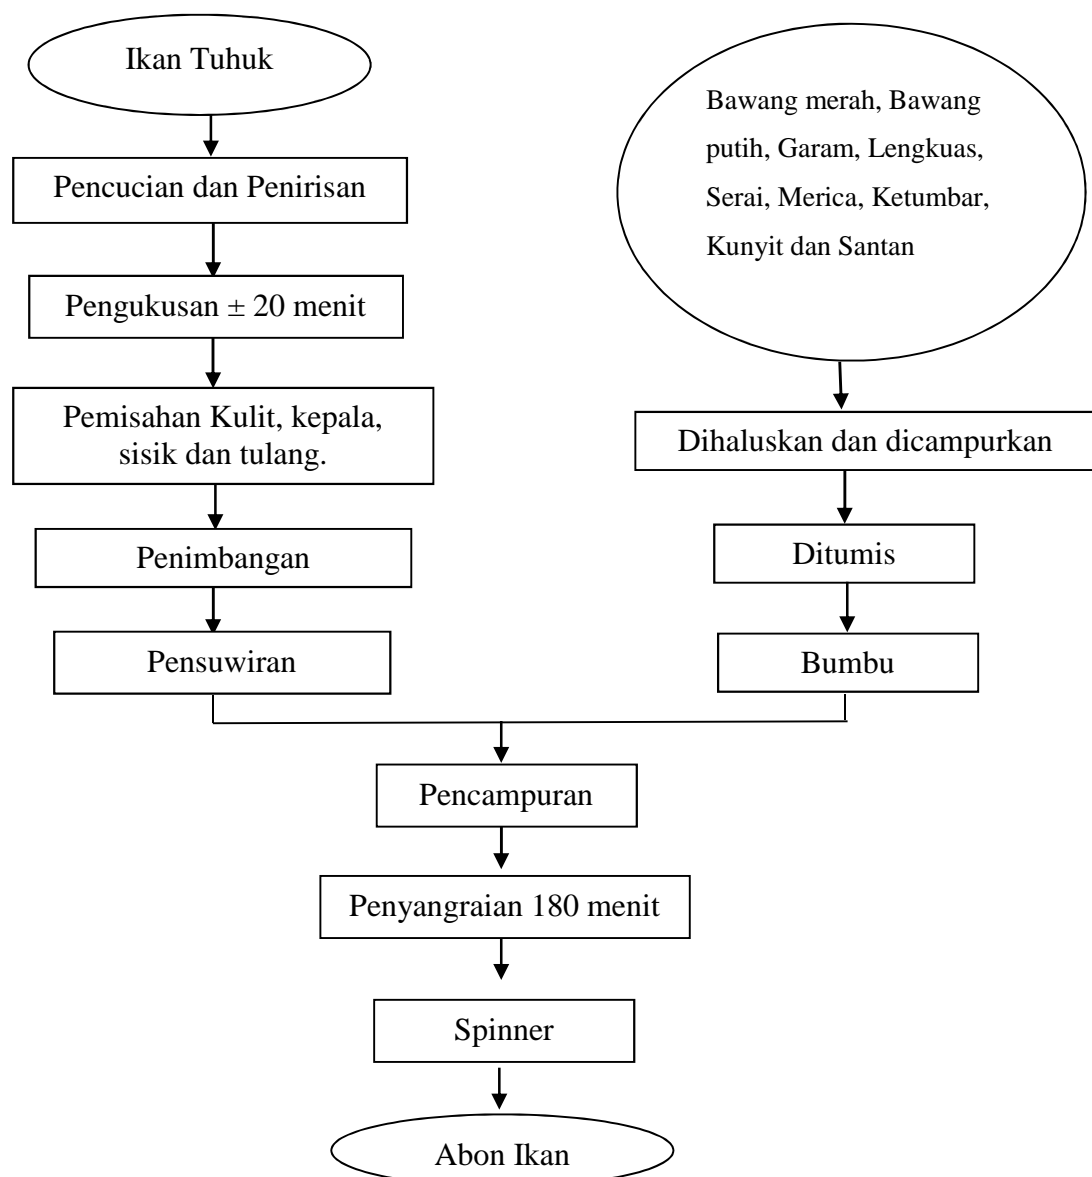 Ikan Tuhuk
Pencucian dan Penirisan
Pengukusan ± 20 menit
Pemisahan Kulit, kepala,
sisik dan tulang.
Penimbangan
Pensuwiran
Bawang merah, Bawang
putih, Garam, Lengkuas,
Serai, Merica, Ketumbar,
Kunyit dan Santan
Dihaluskan dan dicampurkan
Ditumis
Bumbu
Pencampuran
Penyangraian 180 menit
Spinner
Abon Ikan